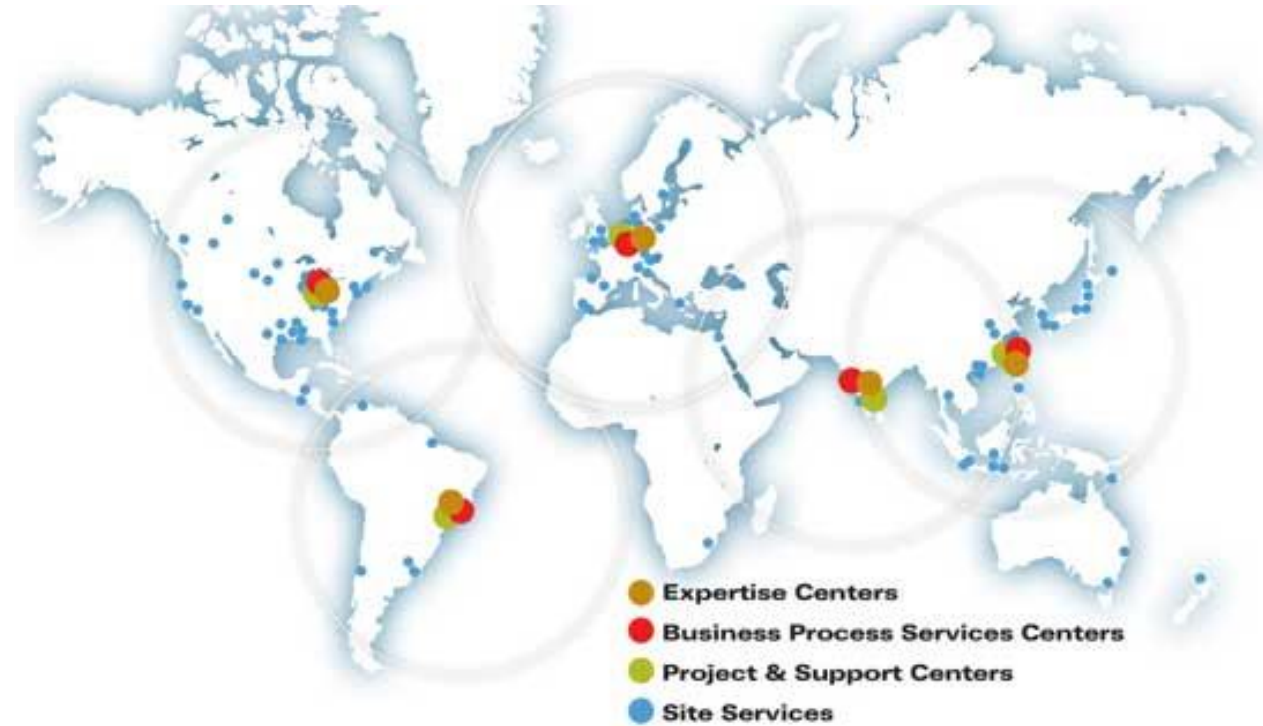 Expertise Centers
Business Process Services Centers
Project & Support Centers
Site Services